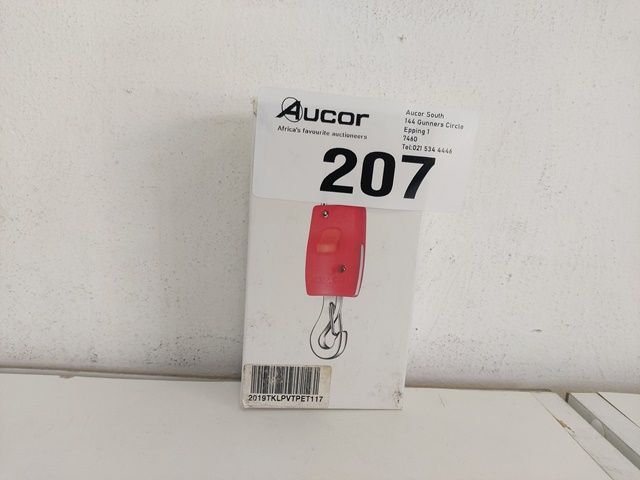 Aucor
Africa's favourite auctioneers
Aucor South
144 Gunners Circle
Epping 1
7460
Tel:021 534 4446
207
2019TKLPVTPET117